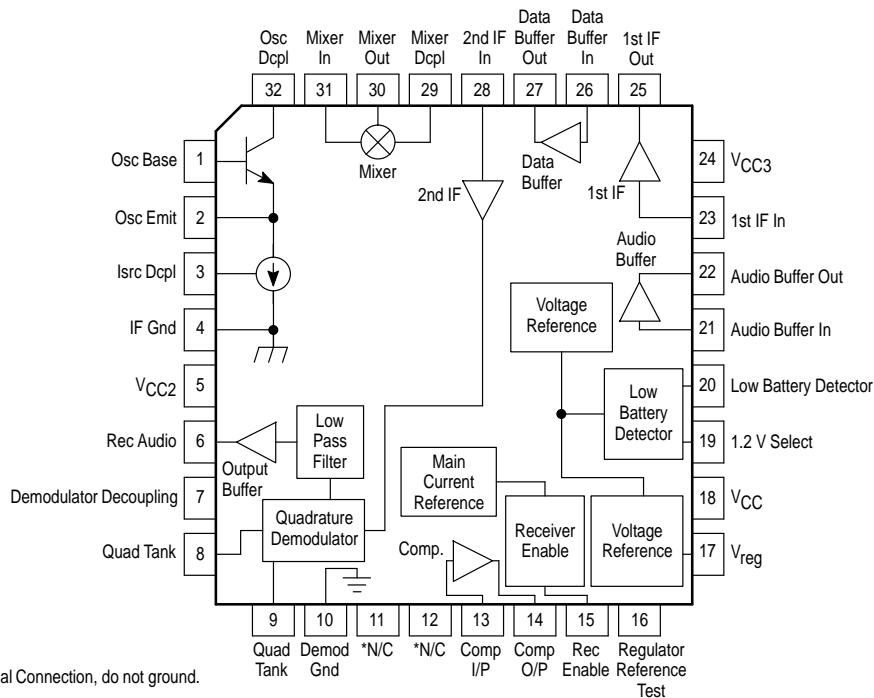 Osc Dcpl
Mixer In
Mixer Out
Mixer Dcpl
2nd IF In
Data Buffer Out
Data Buffer In
1st IF Out
32
31
30
29
28
27
26
25
Osc Base 1
Osc Emit 2
Isrc Dcpl 3
IF Gnd 4
VCC2 5
Rec Audio 6
Demodulator Decoupling 7
Quad Tank 8
Mixer
2nd IF
Data Buffer
1st IF
Audio Buffer
Voltage Reference
Low Battery Detector
Low Pass Filter
Output Buffer
Quadrature Demodulator
Main Current Reference
Comp.
Receiver Enable
Voltage Reference
24 VCC3
23 1st IF In
22 Audio Buffer Out
21 Audio Buffer In
20 Low Battery Detector
19 1.2 V Select
18 VCC
17 Vreg
9
10
11
12
13
14
15
16
Quad Tank
Demod Gnd
*N/C
*N/C
Comp I/P
Comp O/P
Rec Enable
Regulator Reference Test
al Connection, do not ground.